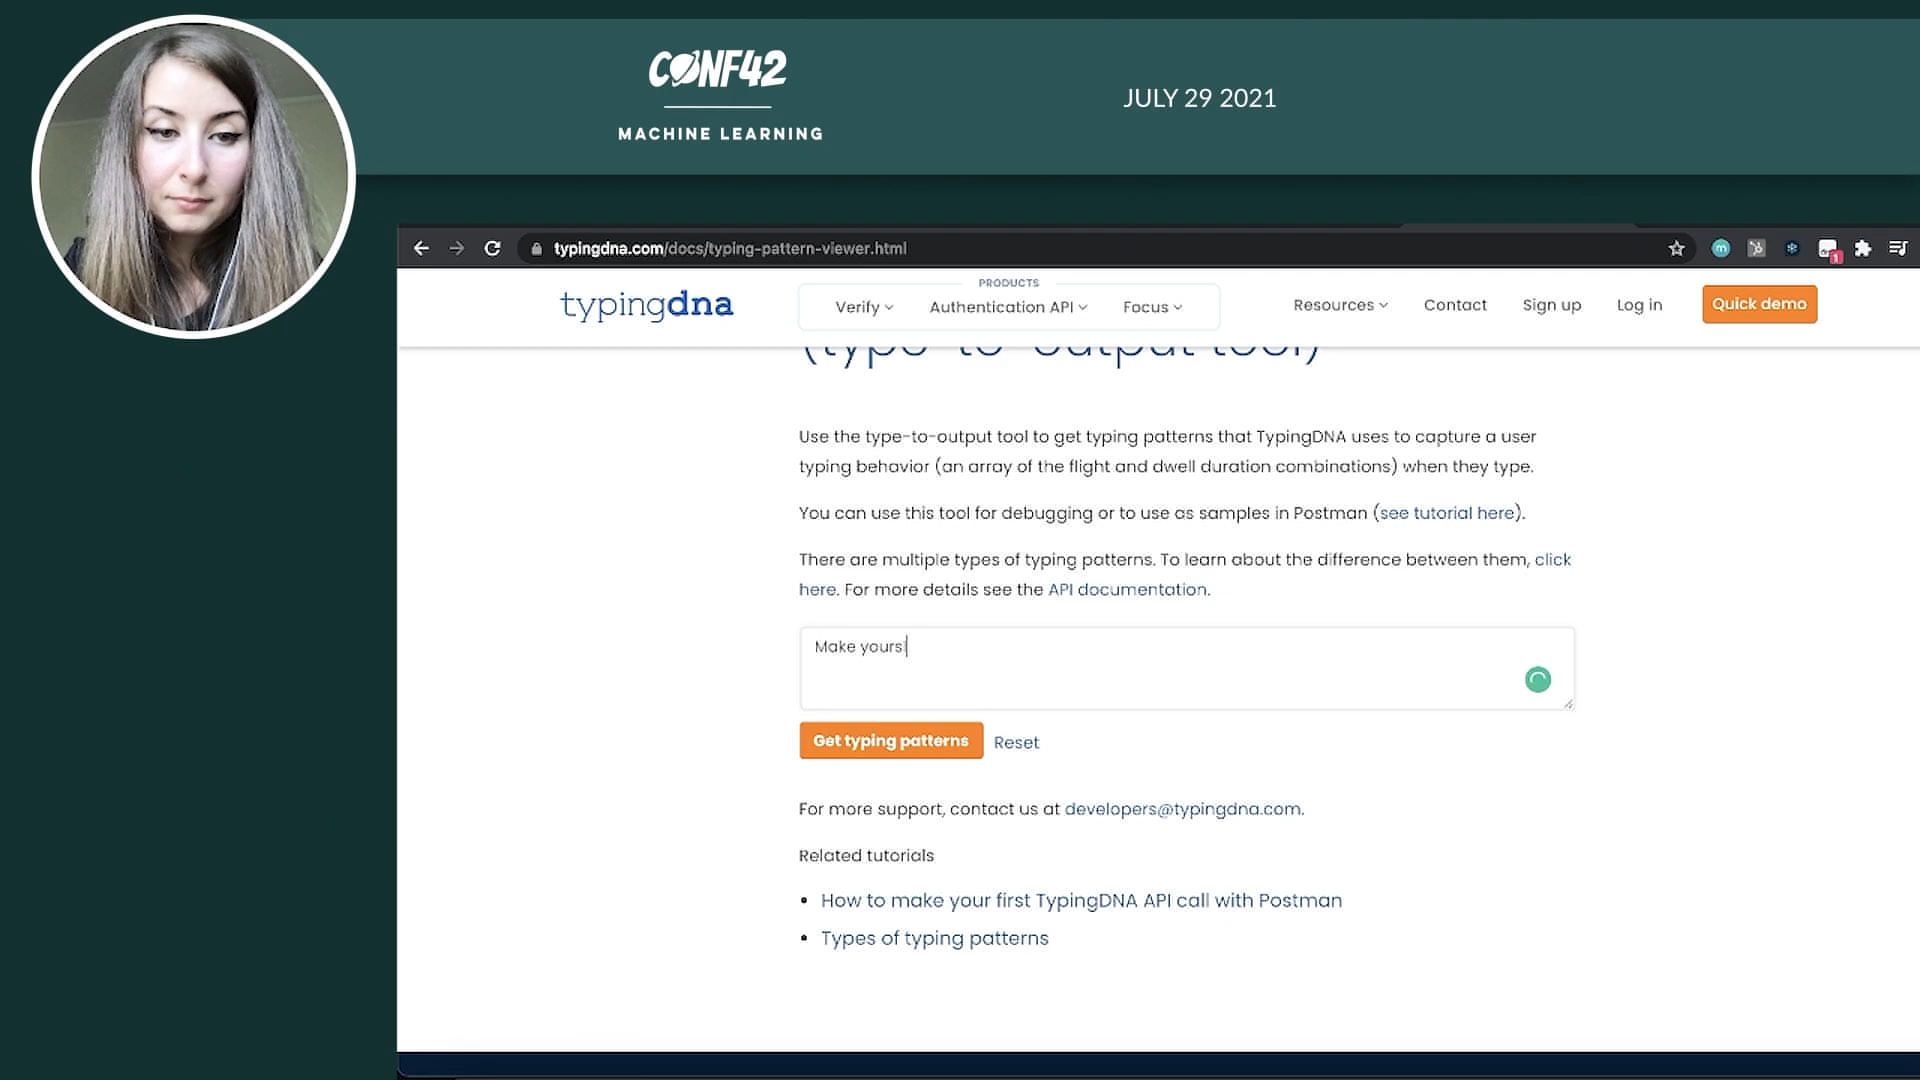 CONF42
MACHINE LEARNING
JULY 29 2021
typingdna.com/docs/typing-pattern-viewer.html
1
typingdna
PRODUCTS
Verify
Authentication API
Focus
Resources
Contact
Sign up
Log in
Quick demo
(type-to-output tool)
Use the type-to-output tool to get typing patterns that TypingDNA uses to capture a user
typing behavior (an array of the flight and dwell duration combinations) when they type.
You can use this tool for debugging or to use as samples in Postman (see tutorial here).
There are multiple types of typing patterns. To learn about the difference between them, click
here. For more details see the API documentation.
Make yours
Get typing patterns
Reset
For more support, contact us at developers@typingdna.com.
Related tutorials
• How to make your first TypingDNA API call with Postman
• Types of typing patterns